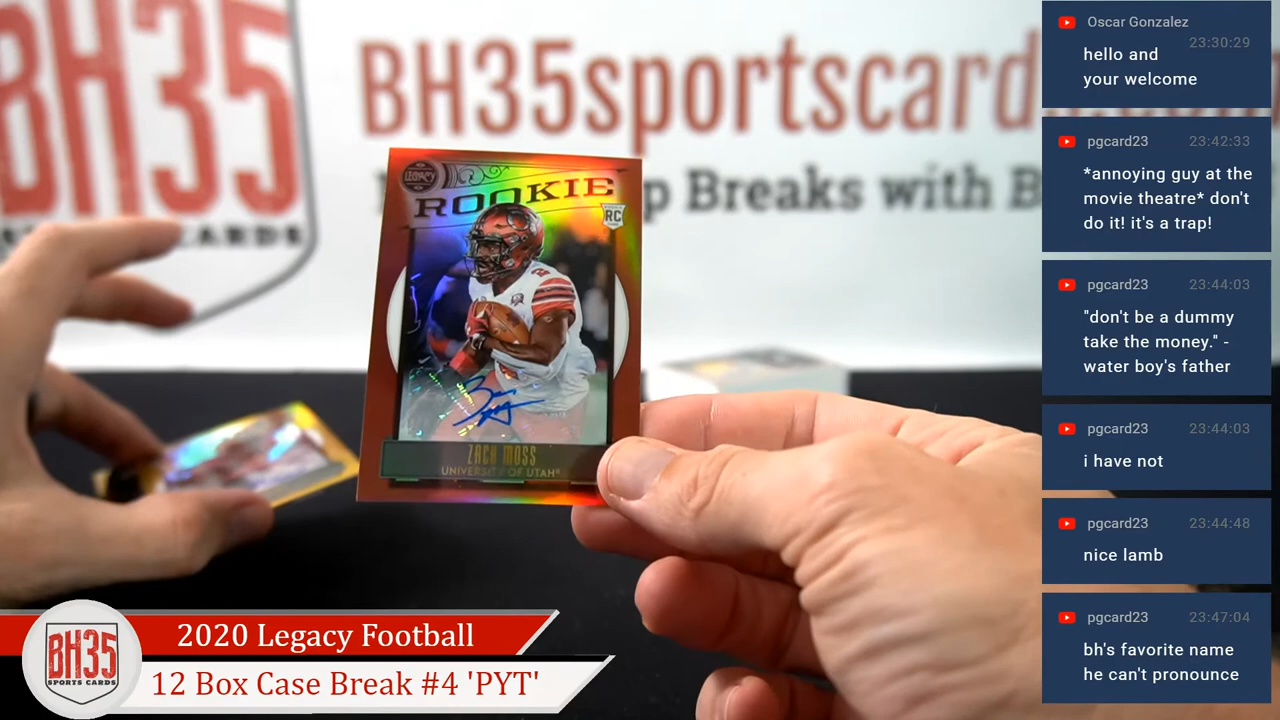 BH35
SPORTS CARDS
BH35sportscard
p Breaks with B
LEGACY
ROOKIE
RC
ZACK MOSS
UNIVERSITY OF UTAH
BH35
SPORTS CARDS
2020 Legacy Football
12 Box Case Break #4 'PYT'
Oscar Gonzalez
23:30:29
hello and
your welcome
pgcard23 23:42:33
*annoying guy at the
movie theatre* don't
do it! it's a trap!
pgcard23 23:44:03
"don't be a dummy
take the money." -
water boy's father
pgcard23 23:44:03
i have not
pgcard23 23:44:48
nice lamb
pgcard23 23:47:04
bh's favorite name
he can't pronounce